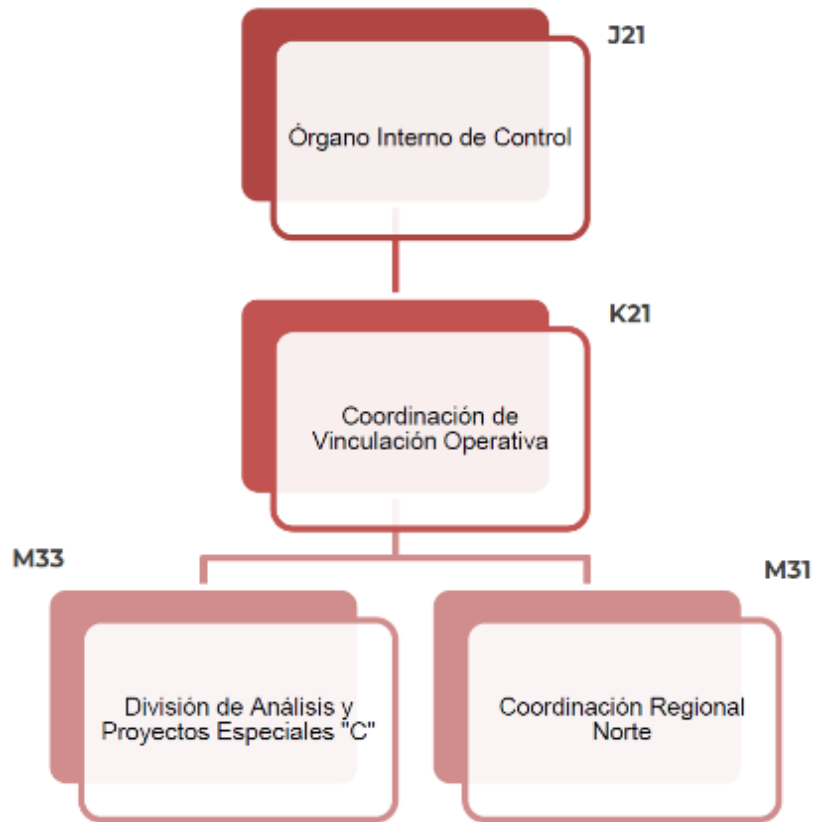 J21
Órgano Interno de Control
K21
Coordinación de
Vinculación Operativa
M33
M31
División de Análisis y
Proyectos Especiales "C"
Coordinación Regional
Norte